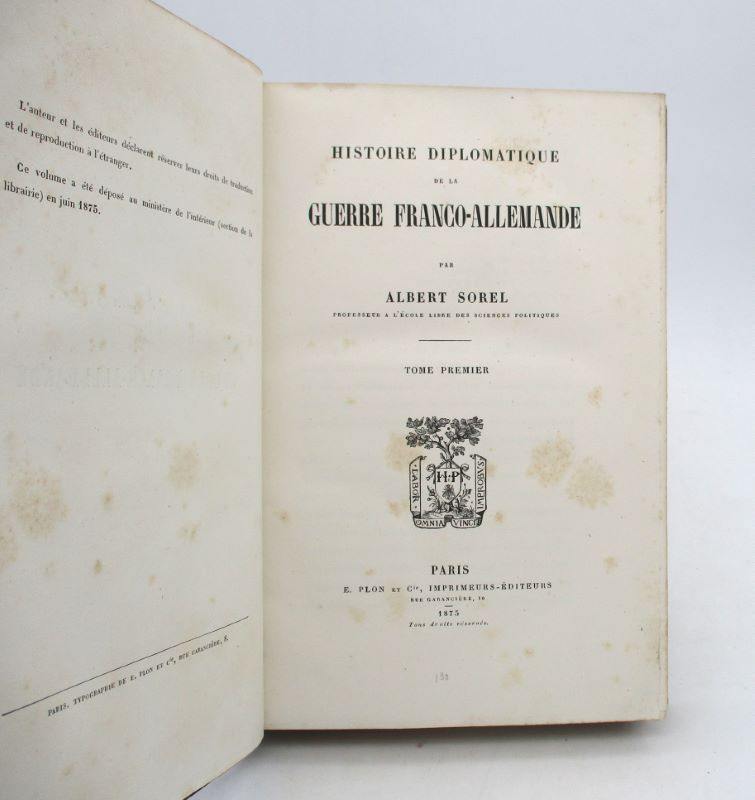 L'auteur et les éditeurs déclarent réserver leurs droits de traduction
et de reproduction à l'étranger.
Ce volume a été déposé au ministère de l'intérieur (section de la
librairie) en juin 1875.
PARIS, TYPOGRAPHIE DE E. PLON ET Cie, RUE GARANCIÈRE, 8.
HISTOIRE DIPLOMATIQUE
DE LA
GUERRE FRANCO-ALLEMANDE
PAR
ALBERT SOREL
PROFESSEUR A L'ÉCOLE LIBRE DES SCIENCES POLITIQUES
TOME PREMIER
LABOR
OMNIA VINCIT
IMPROBVS
H·P
PARIS
E. PLON ET Cie, IMPRIMEURS-ÉDITEURS
RUE GARANCIÈRE, 10
1875
Tous droits réservés.